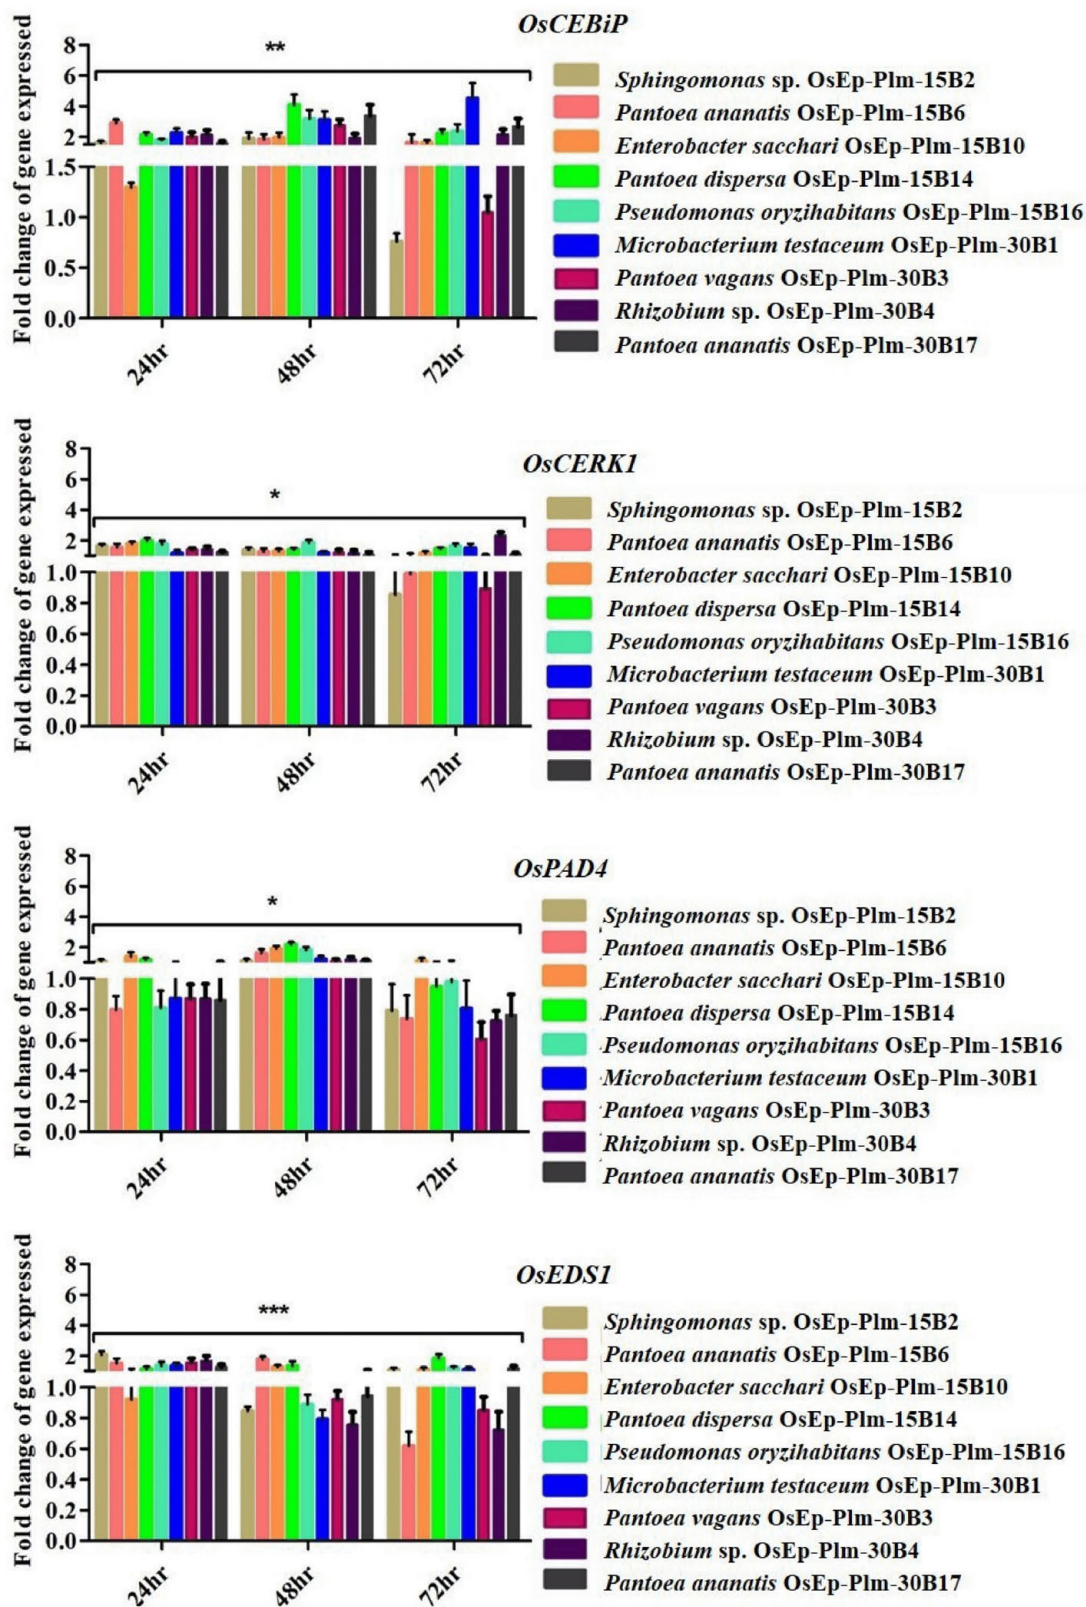 OsCEBiP
Fold change of gene expressed
8
6
4
2
1.5
1.0
0.5
0.0
**
24hr
48hr
72hr
Sphingomonas sp. OsEp-Plm-15B2
Pantoea ananatis OsEp-Plm-15B6
Enterobacter sacchari OsEp-Plm-15B10
Pantoea dispersa OsEp-Plm-15B14
Pseudomonas oryzihabitans OsEp-Plm-15B16
Microbacterium testaceum OsEp-Plm-30B1
Pantoea vagans OsEp-Plm-30B3
Rhizobium sp. OsEp-Plm-30B4
Pantoea ananatis OsEp-Plm-30B17
OsCERK1
Fold change of gene expressed
8
6
4
2
1.0
0.8
0.6
0.4
0.2
0.0
*
24hr
48hr
72hr
Sphingomonas sp. OsEp-Plm-15B2
Pantoea ananatis OsEp-Plm-15B6
Enterobacter sacchari OsEp-Plm-15B10
Pantoea dispersa OsEp-Plm-15B14
Pseudomonas oryzihabitans OsEp-Plm-15B16
Microbacterium testaceum OsEp-Plm-30B1
Pantoea vagans OsEp-Plm-30B3
Rhizobium sp. OsEp-Plm-30B4
Pantoea ananatis OsEp-Plm-30B17
OsPAD4
Fold change of gene expressed
8
6
4
2
1.0
0.8
0.6
0.4
0.2
0.0
*
24hr
48hr
72hr
Sphingomonas sp. OsEp-Plm-15B2
Pantoea ananatis OsEp-Plm-15B6
Enterobacter sacchari OsEp-Plm-15B10
Pantoea dispersa OsEp-Plm-15B14
Pseudomonas oryzihabitans OsEp-Plm-15B16
Microbacterium testaceum OsEp-Plm-30B1
Pantoea vagans OsEp-Plm-30B3
Rhizobium sp. OsEp-Plm-30B4
Pantoea ananatis OsEp-Plm-30B17
OsEDS1
Fold change of gene expressed
8
6
4
2
1.0
0.8
0.6
0.4
0.2
0.0
***
24hr
48hr
72hr
Sphingomonas sp. OsEp-Plm-15B2
Pantoea ananatis OsEp-Plm-15B6
Enterobacter sacchari OsEp-Plm-15B10
Pantoea dispersa OsEp-Plm-15B14
Pseudomonas oryzihabitans OsEp-Plm-15B16
Microbacterium testaceum OsEp-Plm-30B1
Pantoea vagans OsEp-Plm-30B3
Rhizobium sp. OsEp-Plm-30B4
Pantoea ananatis OsEp-Plm-30B17